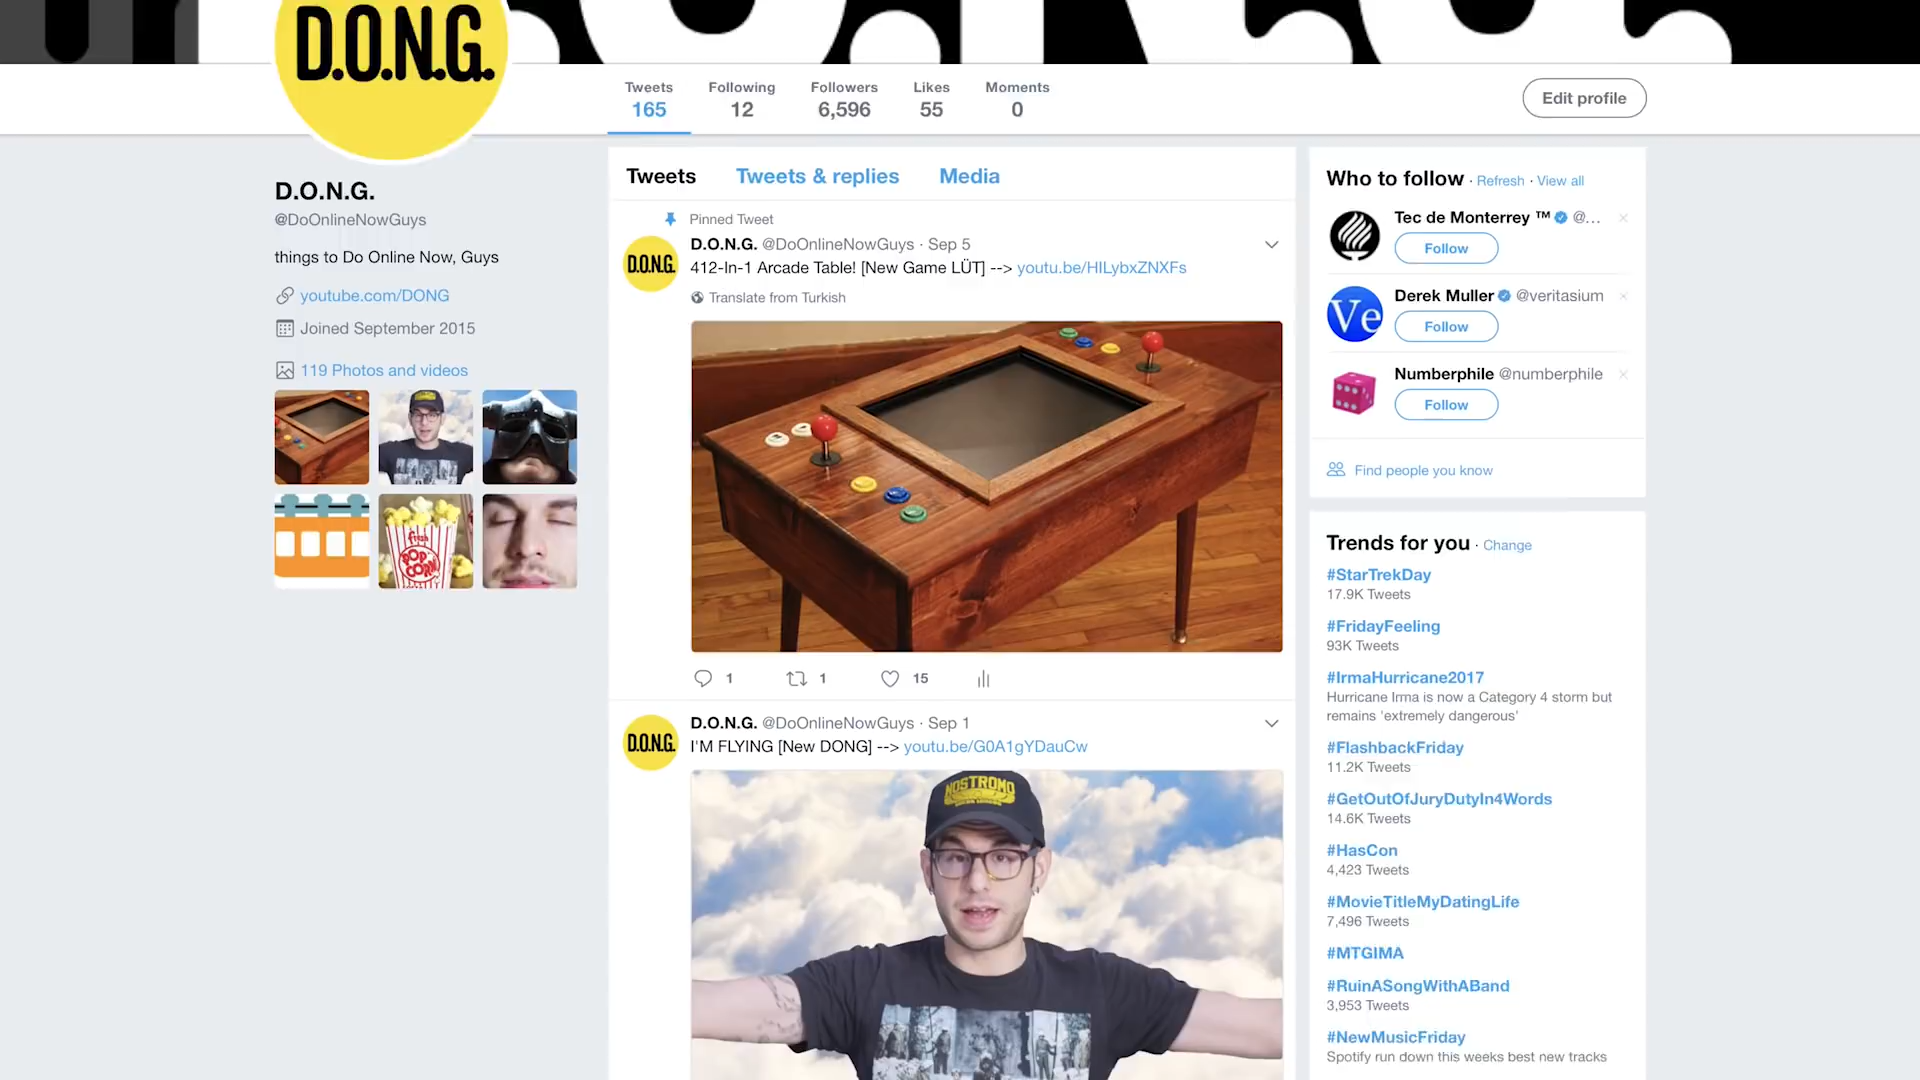 D.O.N.G.
Tweets
165
Following
12
Followers
6,596
Likes
55
Moments
0
Edit profile
D.O.N.G.
@DoOnlineNowGuys
things to Do Online Now, Guys
youtube.com/DONG
Joined September 2015
119 Photos and videos
fresh
POP
CORN
Tweets
Tweets & replies
Media
Pinned Tweet
D.O.N.G.
D.O.N.G. @DoOnlineNowGuys · Sep 5
412-In-1 Arcade Table! [New Game LÜT] --> youtu.be/HILybxZNXFs
Translate from Turkish
1
1
15
D.O.N.G.
D.O.N.G. @DoOnlineNowGuys · Sep 1
I'M FLYING [New DONG] --> youtu.be/G0A1gYDauCw
NOSTROMO
Who to follow · Refresh · View all
Tec de Monterrey ™ @...
Follow
Ve
Derek Muller @veritasium
Follow
Numberphile @numberphile
Follow
Find people you know
Trends for you · Change
#StarTrekDay
17.9K Tweets
#FridayFeeling
93K Tweets
#IrmaHurricane2017
Hurricane Irma is now a Category 4 storm but
remains 'extremely dangerous'
#FlashbackFriday
11.2K Tweets
#GetOutOfJuryDutyIn4Words
14.6K Tweets
#HasCon
4,423 Tweets
#MovieTitleMyDatingLife
7,496 Tweets
#MTGIMA
#RuinASongWithABand
3,953 Tweets
#NewMusicFriday
Spotify run down this weeks best new tracks